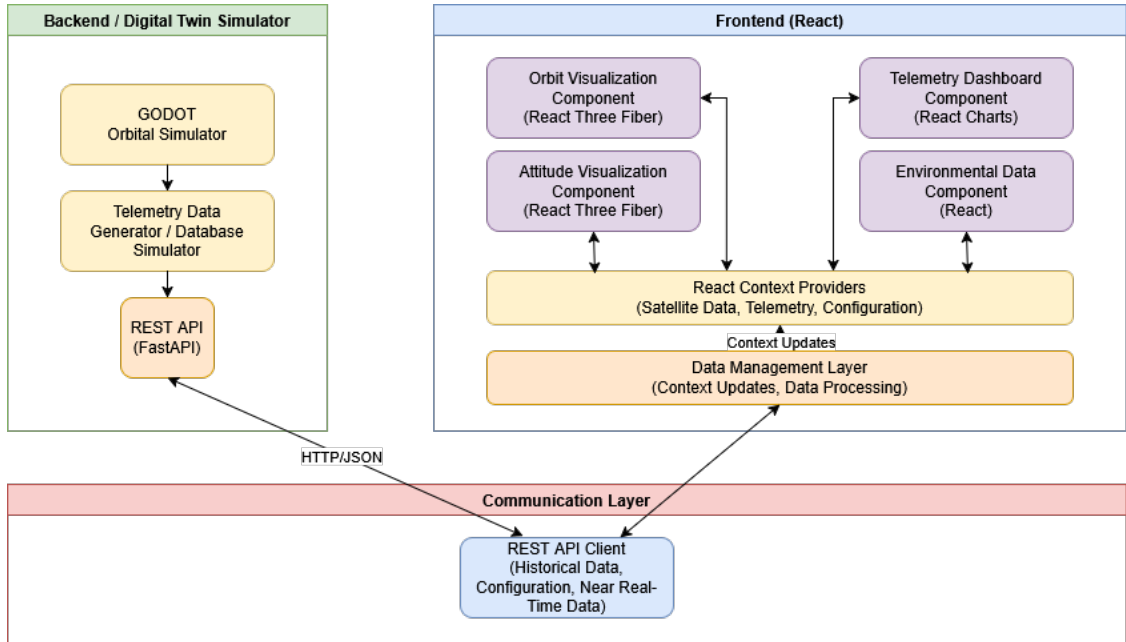 Backend / Digital Twin Simulator
GODOT
Orbital Simulator
Telemetry Data
Generator / Database
Simulator
REST API
(FastAPI)
Frontend (React)
Orbit Visualization
Component
(React Three Fiber)
Telemetry Dashboard
Component
(React Charts)
Attitude Visualization
Component
(React Three Fiber)
Environmental Data
Component
(React)
React Context Providers
(Satellite Data, Telemetry, Configuration)
Context Updates
Data Management Layer
(Context Updates, Data Processing)
HTTP/JSON
Communication Layer
REST API Client
(Historical Data,
Configuration, Near Real-
Time Data)